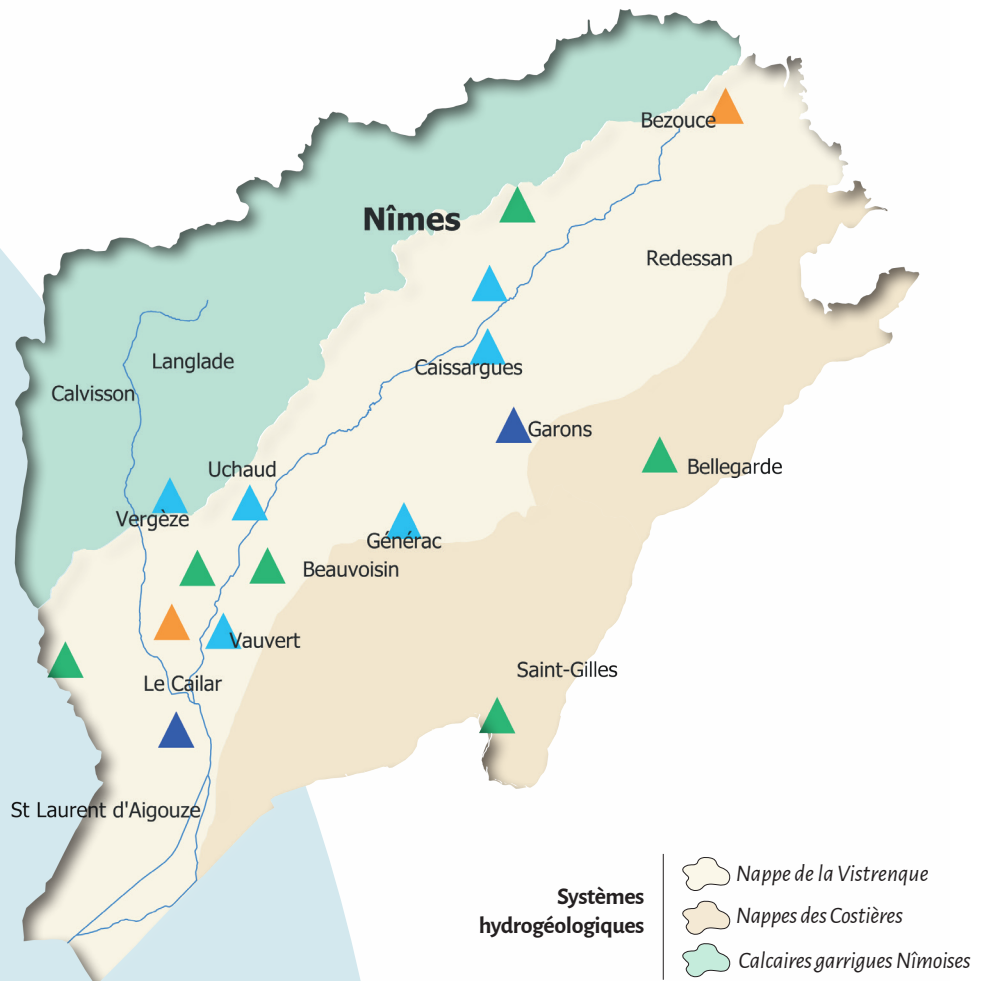 Bezouce
Nîmes
Redessan
Langlade
Caissargues
Calvisson
Garons
Uchaud
Bellegarde
Vergèze
Générac
Beauvoisin
Vauvert
Saint-Gilles
Le Cailar
St Laurent d'Aigouze
Systèmes
hydrogéologiques
Nappe de la Vistrenque
Nappes des Costières
Calcaires garrigues Nîmoises